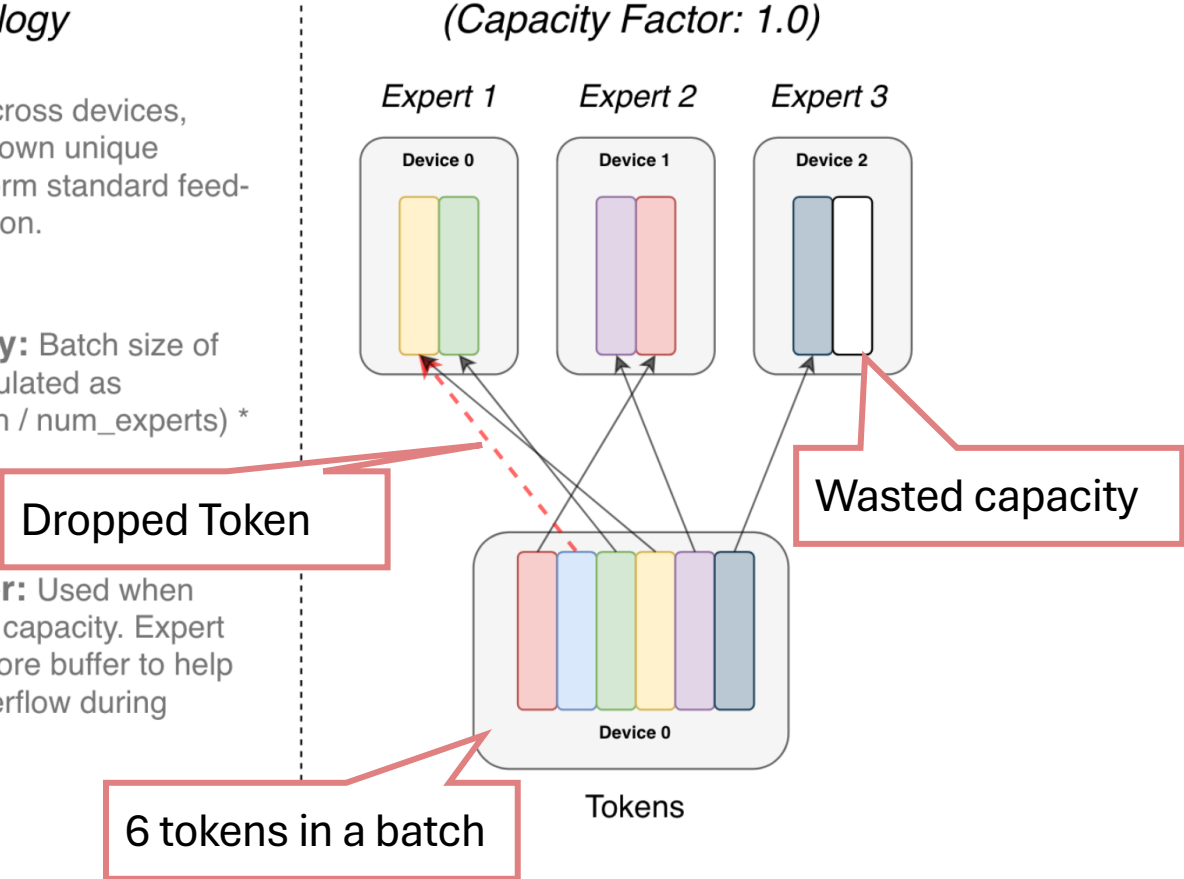 logy
cross devices,
own unique
rm standard feed-
on.
y: Batch size of
ulated as
n / num_experts) *
Dropped Token
r: Used when
capacity. Expert
ore buffer to help
erflow during
6 tokens in a batch
(Capacity Factor: 1.0)
Expert 1
Expert 2
Expert 3
Device 0
Device 1
Device 2
Wasted capacity
Device 0
Tokens